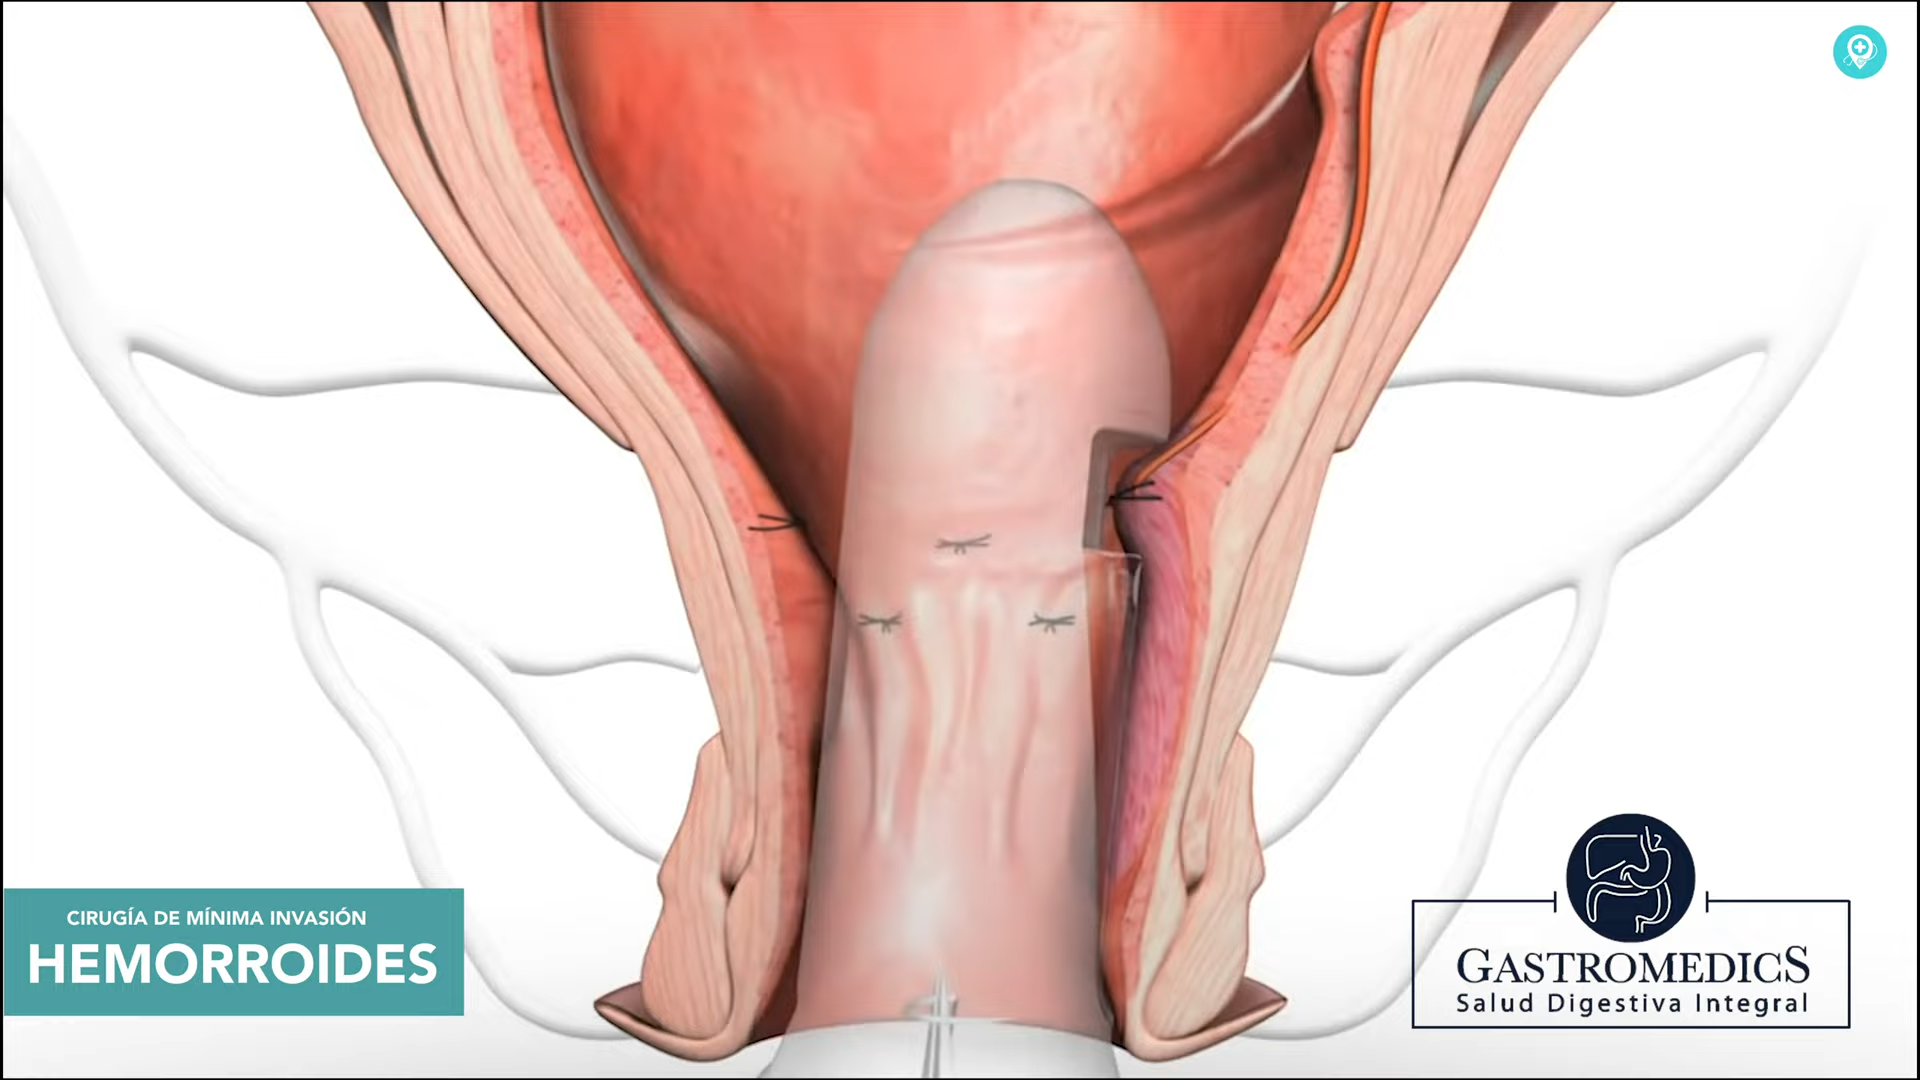 CIRUGÍA DE MÍNIMA INVASIÓN
HEMORROIDES
GASTROMEDICS
Salud Digestiva Integral